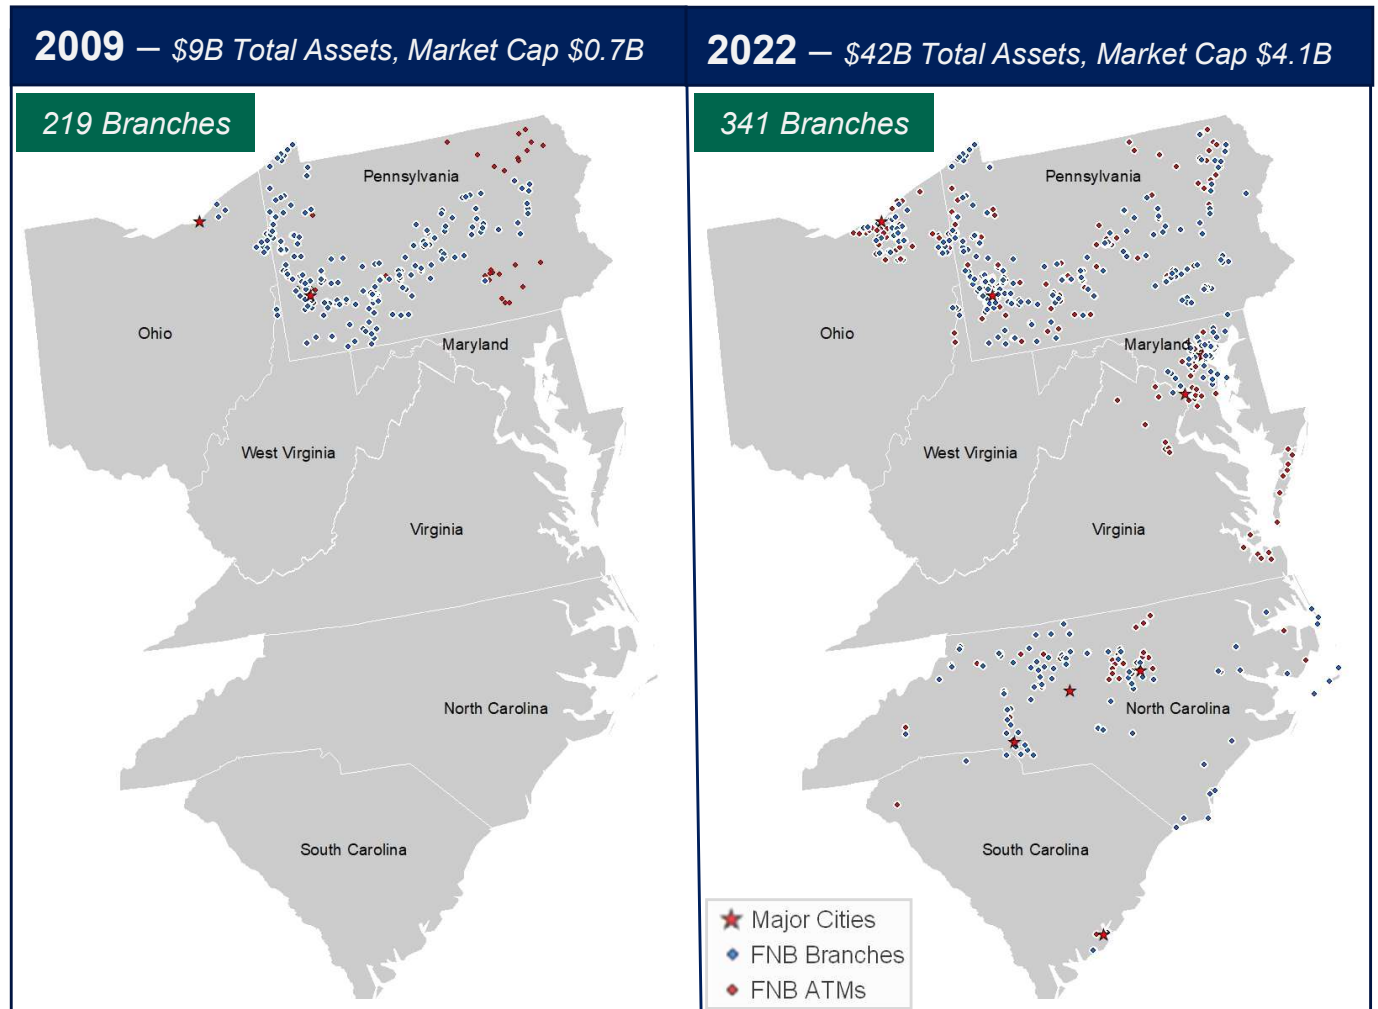 2009 – $9B Total Assets, Market Cap $0.7B
219 Branches
Pennsylvania
Ohio
Maryland
West Virginia
Virginia
North Carolina
South Carolina
2022 – $42B Total Assets, Market Cap $4.1B
341 Branches
Pennsylvania
Ohio
Maryland
West Virginia
Virginia
North Carolina
South Carolina
Major Cities
FNB Branches
FNB ATMs